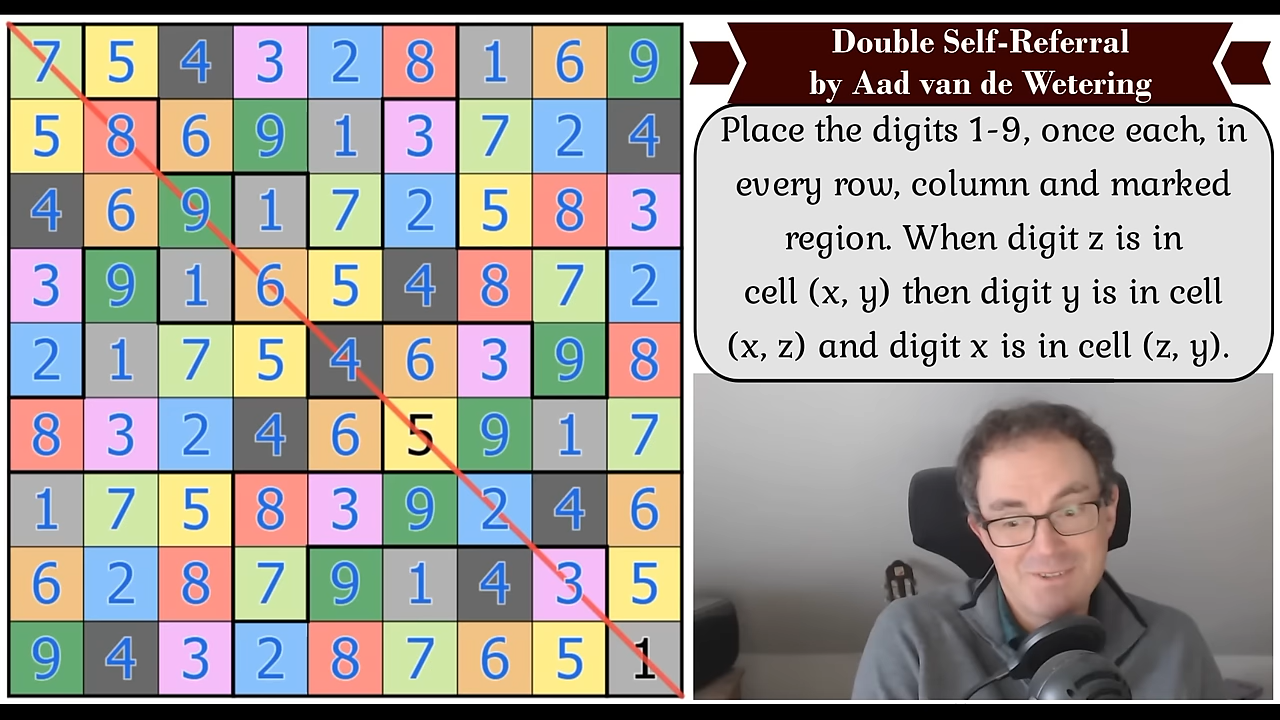 Double Self-Referral
by Aad van de Wetering
Place the digits 1-9, once each, in
every row, column and marked
region. When digit z is in
cell (x, y) then digit y is in cell
(x, z) and digit x is in cell (z, y).
7 5 4 3 2 8 1 6 9
5 8 6 9 1 3 7 2 4
4 6 9 1 7 2 5 8 3
3 9 1 6 5 4 8 7 2
2 1 7 5 4 6 3 9 8
8 3 2 4 6 5 9 1 7
1 7 5 8 3 9 2 4 6
6 2 8 7 9 1 4 3 5
9 4 3 2 8 7 6 5 1